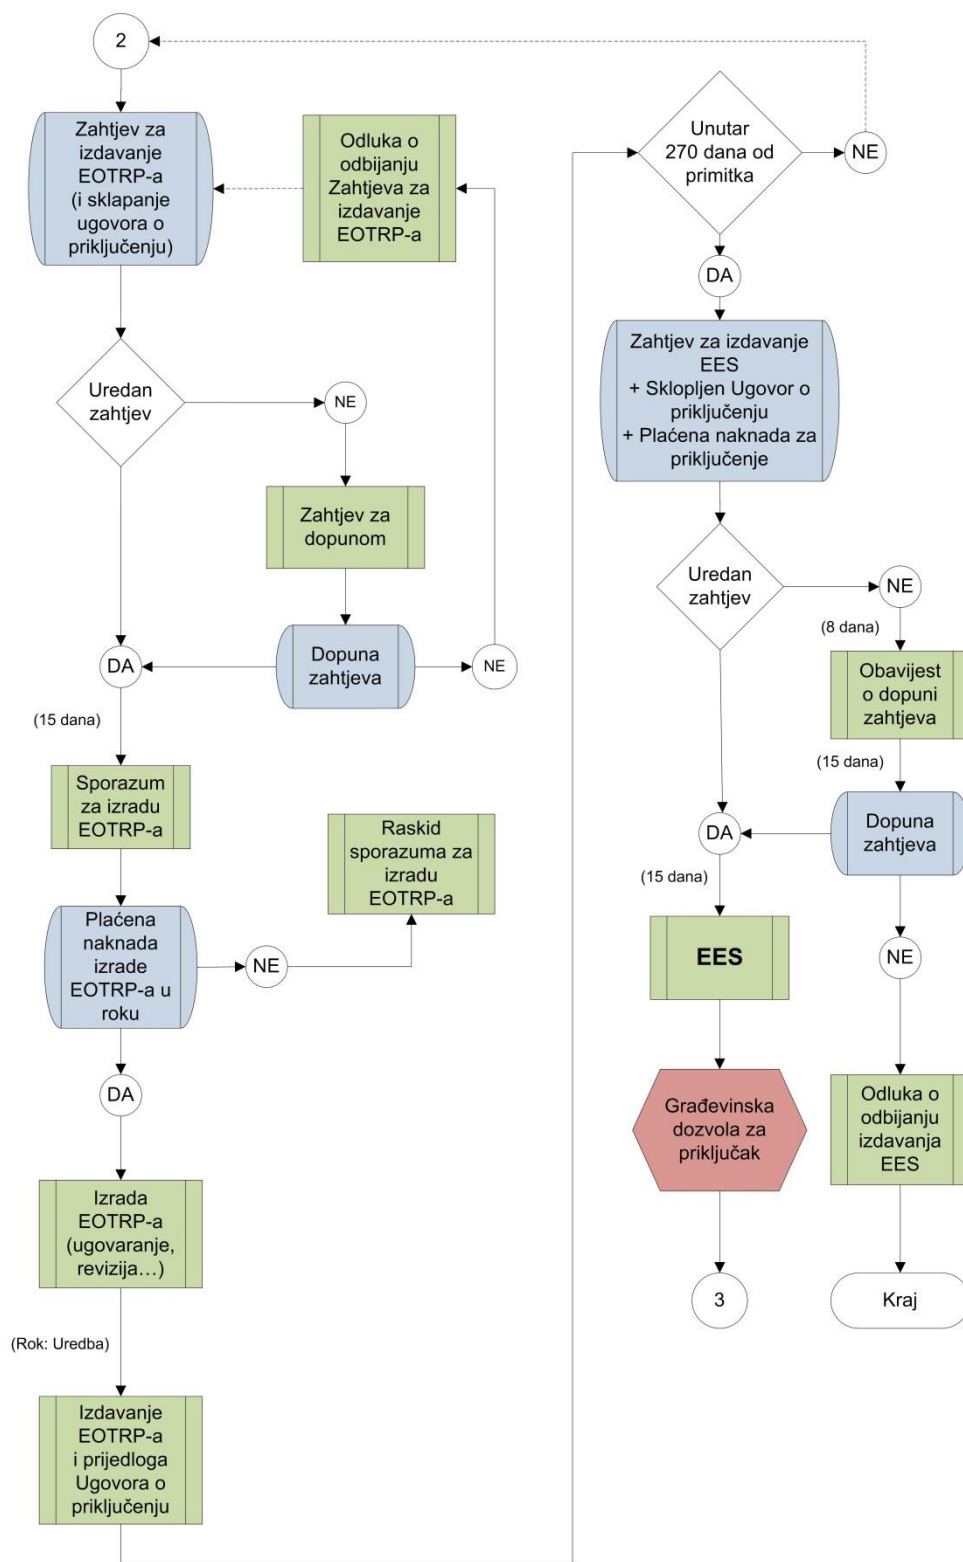 2
Zahtjev za
izdavanje
EOTRP-a
(i sklapanje
ugovora o
priključenju)
Odluka o
odbijanju
Zahtjeva za
izdavanje
EOTRP-a
Uredan
zahtjev
NE
Zahtjev za
dopunom
Dopuna
zahtjeva
NE
DA
(15 dana)
Sporazum
za izradu
EOTRP-a
Raskid
sporazuma za
izradu
EOTRP-a
Plaćena
naknada
izrade
EOTRP-a u
roku
NE
DA
Izrada
EOTRP-a
(ugovaranje,
revizija…)
(Rok: Uredba)
Izdavanje
EOTRP-a
i prijedloga
Ugovora o
priključenju
Unutar
270 dana od
primitka
NE
DA
Zahtjev za izdavanje
EES
+ Sklopljen Ugovor o
priključenju
+ Plaćena naknada za
priključenje
Uredan
zahtjev
NE
(8 dana)
Obavijest
o dopuni
zahtjeva
(15 dana)
Dopuna
zahtjeva
DA
(15 dana)
EES
NE
Građevinska
dozvola za
priključak
Odluka o
odbijanju
izdavanja
EES
3
Kraj